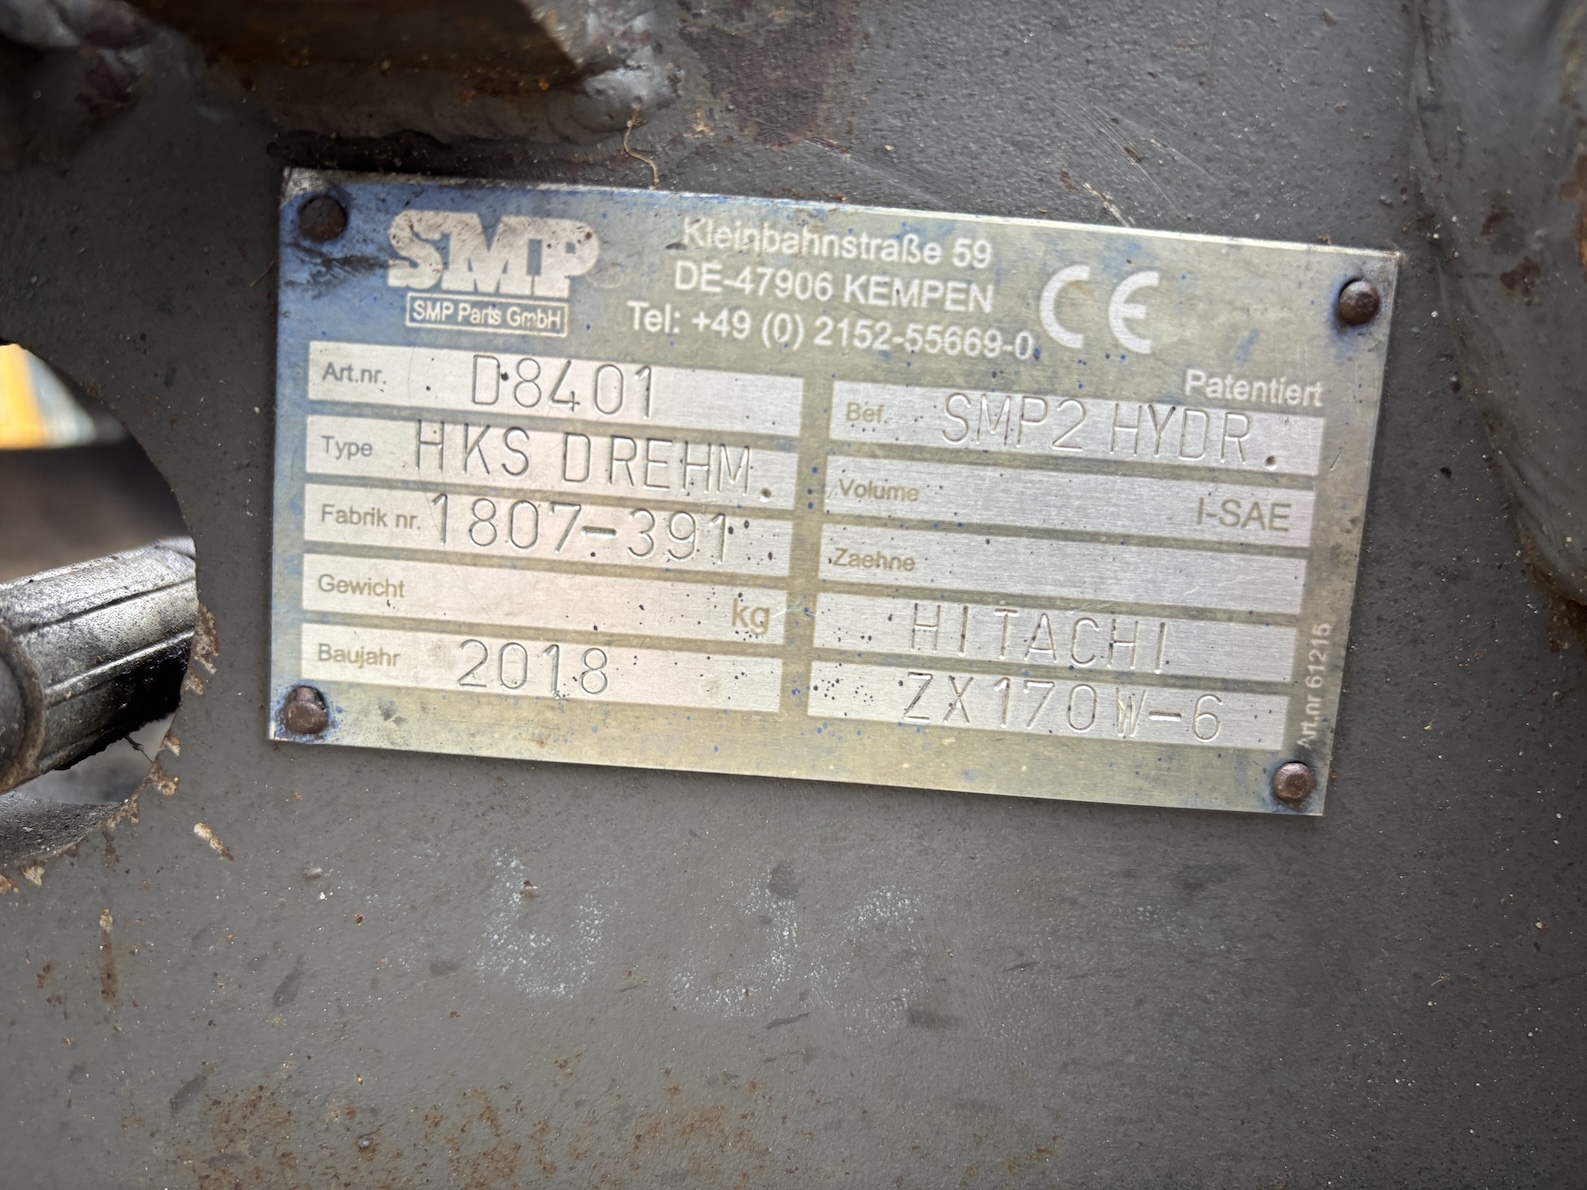 SMP
SMP Parts GmbH
Kleinbahnstraße 59
DE-47906 KEMPEN
Tel: +49 (0) 2152-55669-0
CE
Patentiert
Art.nr. D8401
Type HKS DREHM.
Fabrik nr. 1807-391
Gewicht kg
Baujahr 2018
Bef. SMP2 HYDR.
Volume I-SAE
Zaehne
HITACHI
ZX170W-6
Art.nr 61215